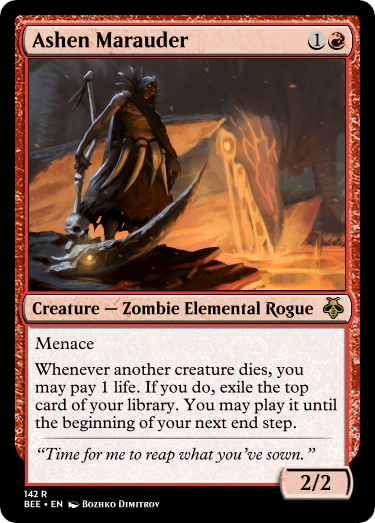 Ashen Marauder 1
Creature — Zombie Elemental Rogue
Menace
Whenever another creature dies, you
may pay 1 life. If you do, exile the top
card of your library. You may play it until
the beginning of your next end step.
“Time for me to reap what you’ve sown.”
2/2
142 R
BEE • EN Bozhko Dimitrov